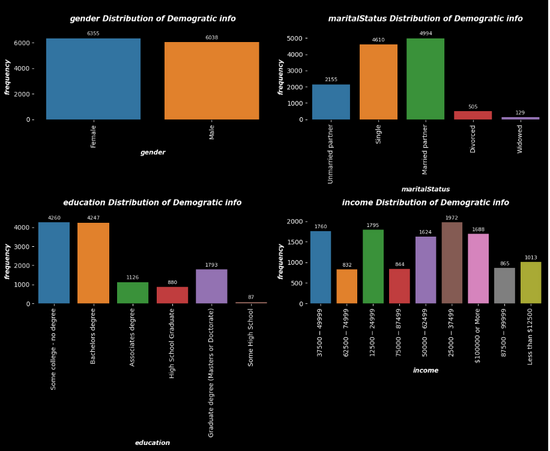 gender Distribution of Demogratic info
frequency
6000
4000
2000
0
6355
6038
Female
Male
gender
maritalStatus Distribution of Demogratic info
frequency
5000
4000
3000
2000
1000
0
2155
4610
4994
505
129
Unmarried partner
Single
Married partner
Divorced
Widowed
maritalStatus
education Distribution of Demogratic info
frequency
4000
3000
2000
1000
0
4260
4247
1126
880
1793
87
Some college - no degree
Bachelors degree
Associates degree
High School Graduate
Graduate degree (Masters or Doctorate)
Some High School
education
income Distribution of Demogratic info
frequency
2000
1500
1000
500
0
1760
832
1795
844
1624
1972
1688
865
1013
37500 - 49999
62500 - 74999
12500 - 24999
75000 - 87499
50000 - 62499
25000 - 37499
$100000 or More
87500 - 99999
Less than $12500
income